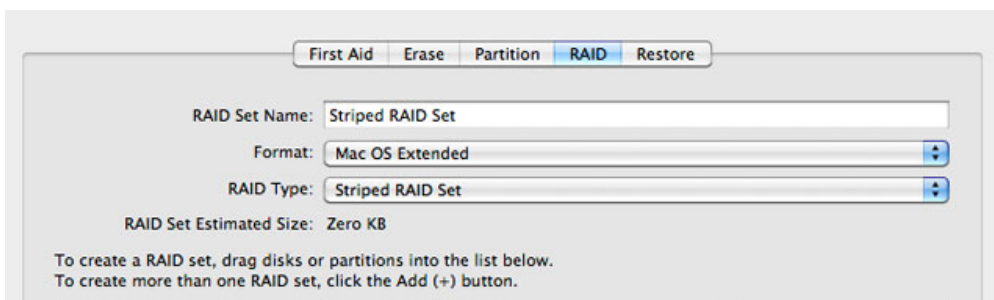 First Aid Erase Partition RAID Restore
RAID Set Name: Striped RAID Set
Format: Mac OS Extended
RAID Type: Striped RAID Set
RAID Set Estimated Size: Zero KB
To create a RAID set, drag disks or partitions into the list below.
To create more than one RAID set, click the Add (+) button.